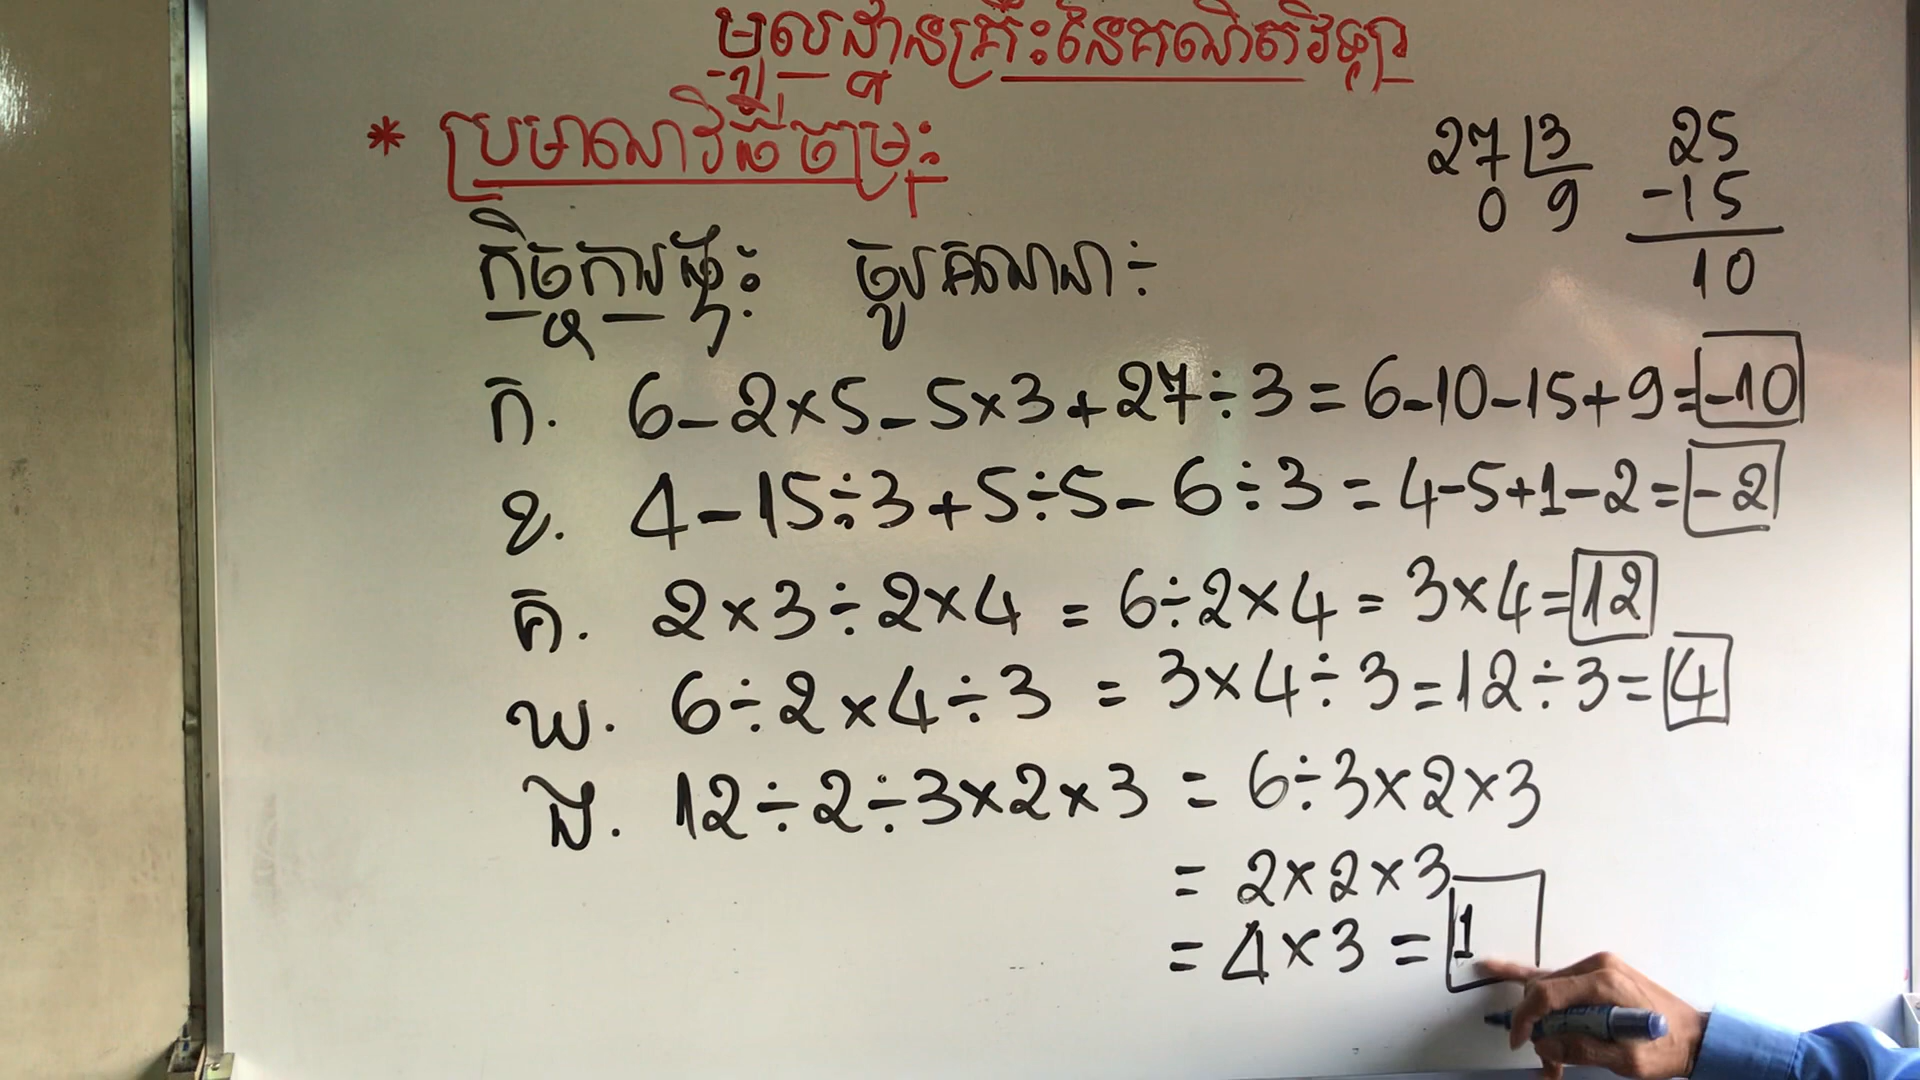 មូលដ្ឋានគ្រឹះនៃគណិតវិទ្យា
* ប្រមាណវិធីចម្រុះ
27 3 25
0 9 -15
10
កិច្ចការផ្ទះ ចូរគណនា ÷
ក. 6-2×5-5×3+27÷3=6-10-15+9=-10
ខ. 4-15÷3+5÷5-6÷3=4-5+1-2=-2
គ. 2×3÷2×4=6÷2×4=3×4=12
ឃ. 6÷2×4÷3=3×4÷3=12÷3=4
ង. 12÷2÷3×2×3=6÷3×2×3
=2×2×3
=4×3=1